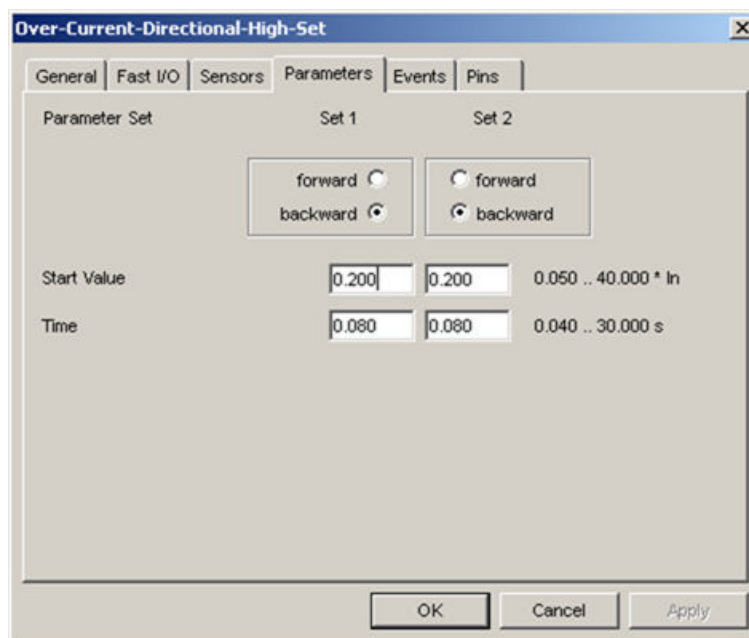 Over-Current-Directional-High-Set
General Fast I/O Sensors Parameters Events Pins
Parameter Set Set 1 Set 2
forward forward
backward backward
Start Value 0.200 0.200 0.050 .. 40.000 * In
Time 0.080 0.080 0.040 .. 30.000 s
OK Cancel Apply